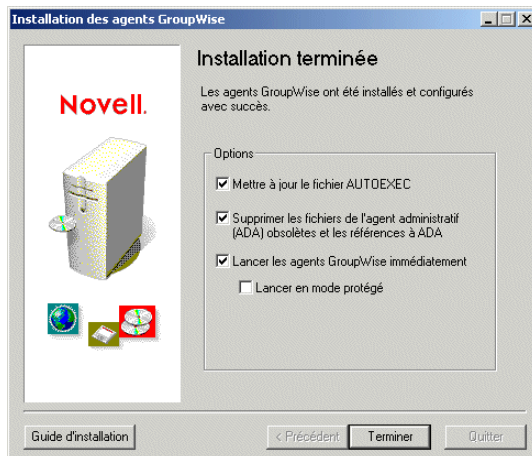 Installation des agents GroupWise
Novell.
Installation terminée
Les agents GroupWise ont été installés et configurés
avec succès.
Options
Mettre à jour le fichier AUTOEXEC
Supprimer les fichiers de l'agent administratif
(ADA) obsolètes et les références à ADA
Lancer les agents GroupWise immédiatement
Lancer en mode protégé
Guide d'installation
< Précédent
Terminer
Quitter